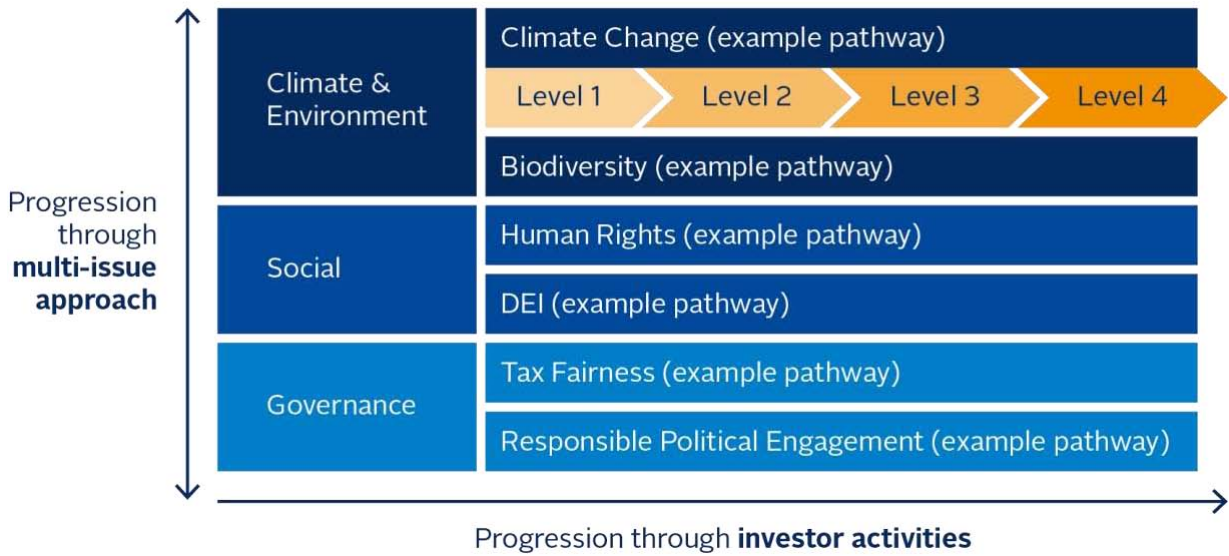 Progression
through
multi-issue
approach
Climate &
Environment
Climate Change (example pathway)
Level 1
Level 2
Level 3
Level 4
Biodiversity (example pathway)
Social
Human Rights (example pathway)
DEI (example pathway)
Governance
Tax Fairness (example pathway)
Responsible Political Engagement (example pathway)
Progression through investor activities